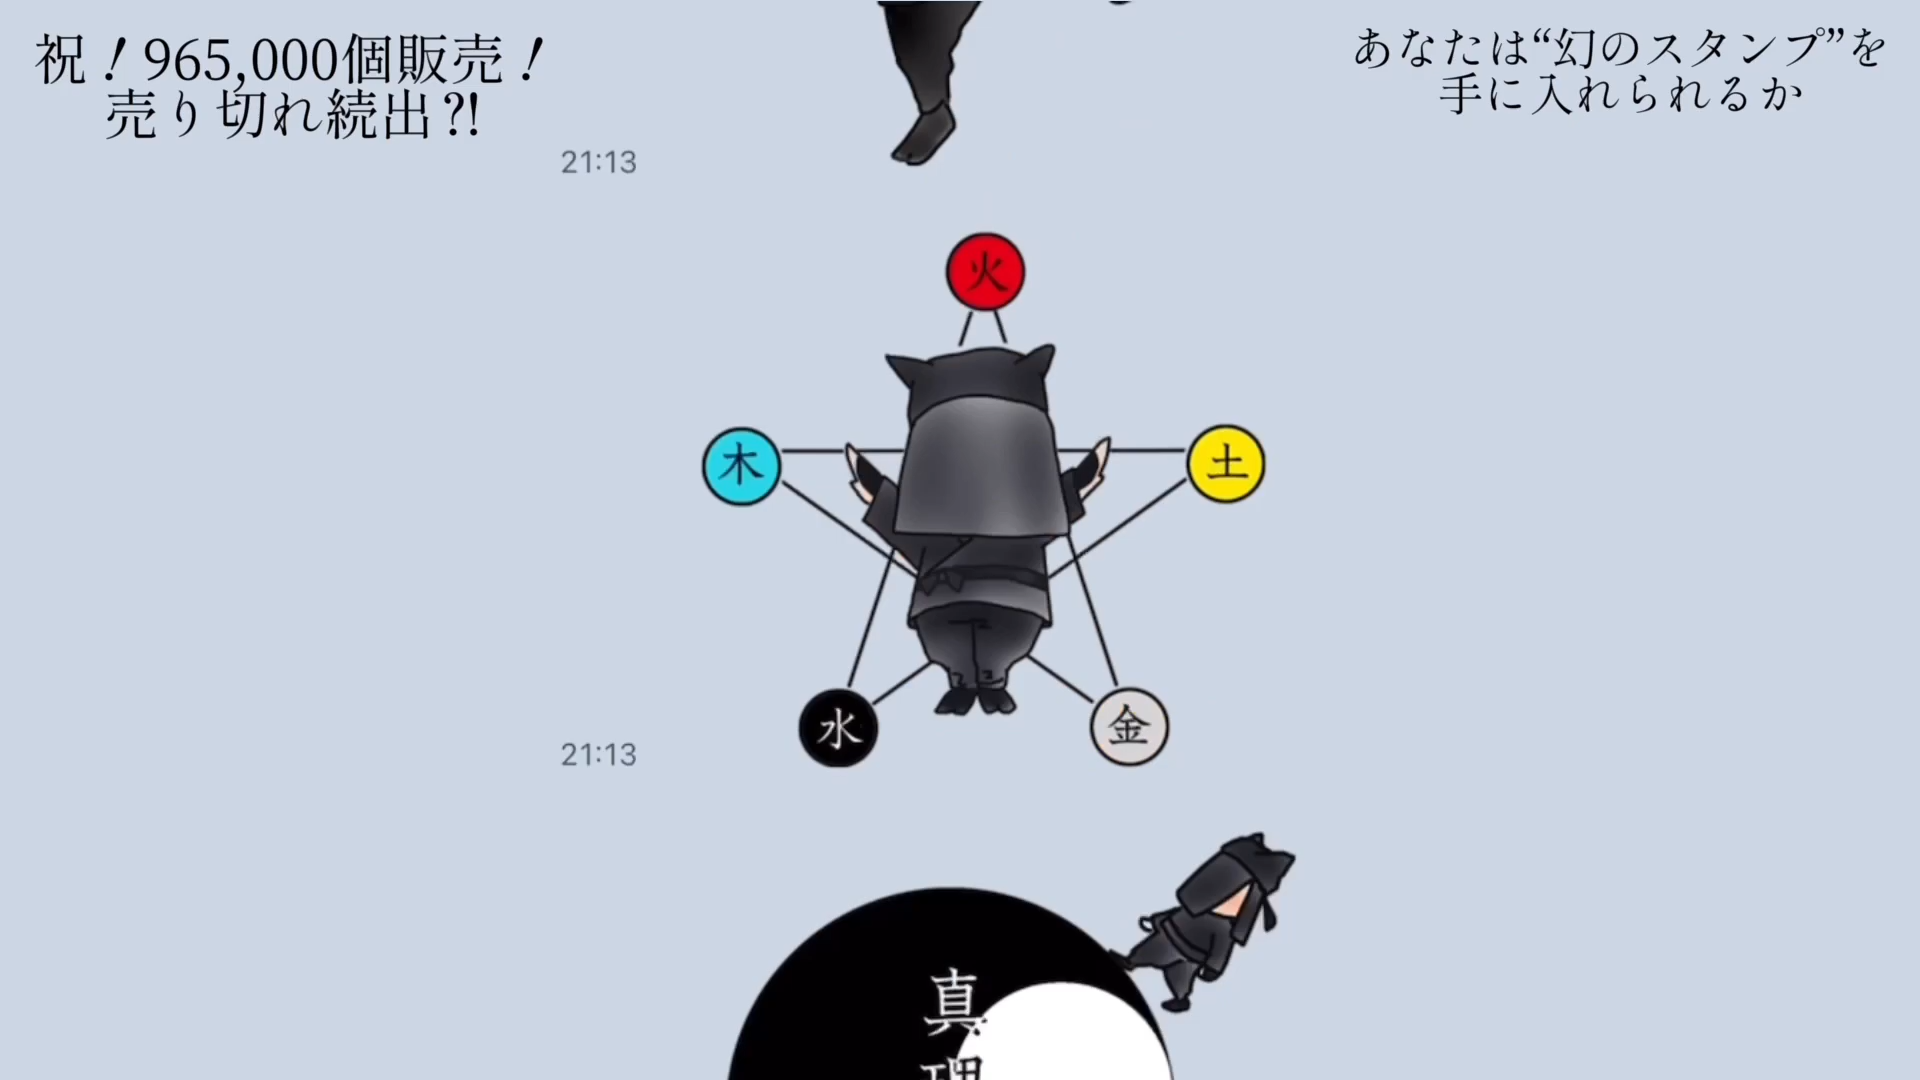 祝！965,000個販売！
売り切れ続出?!
あなたは“幻のスタンプ”を
手に入れられるか
21:13
火
木
土
水
金
21:13
真
理